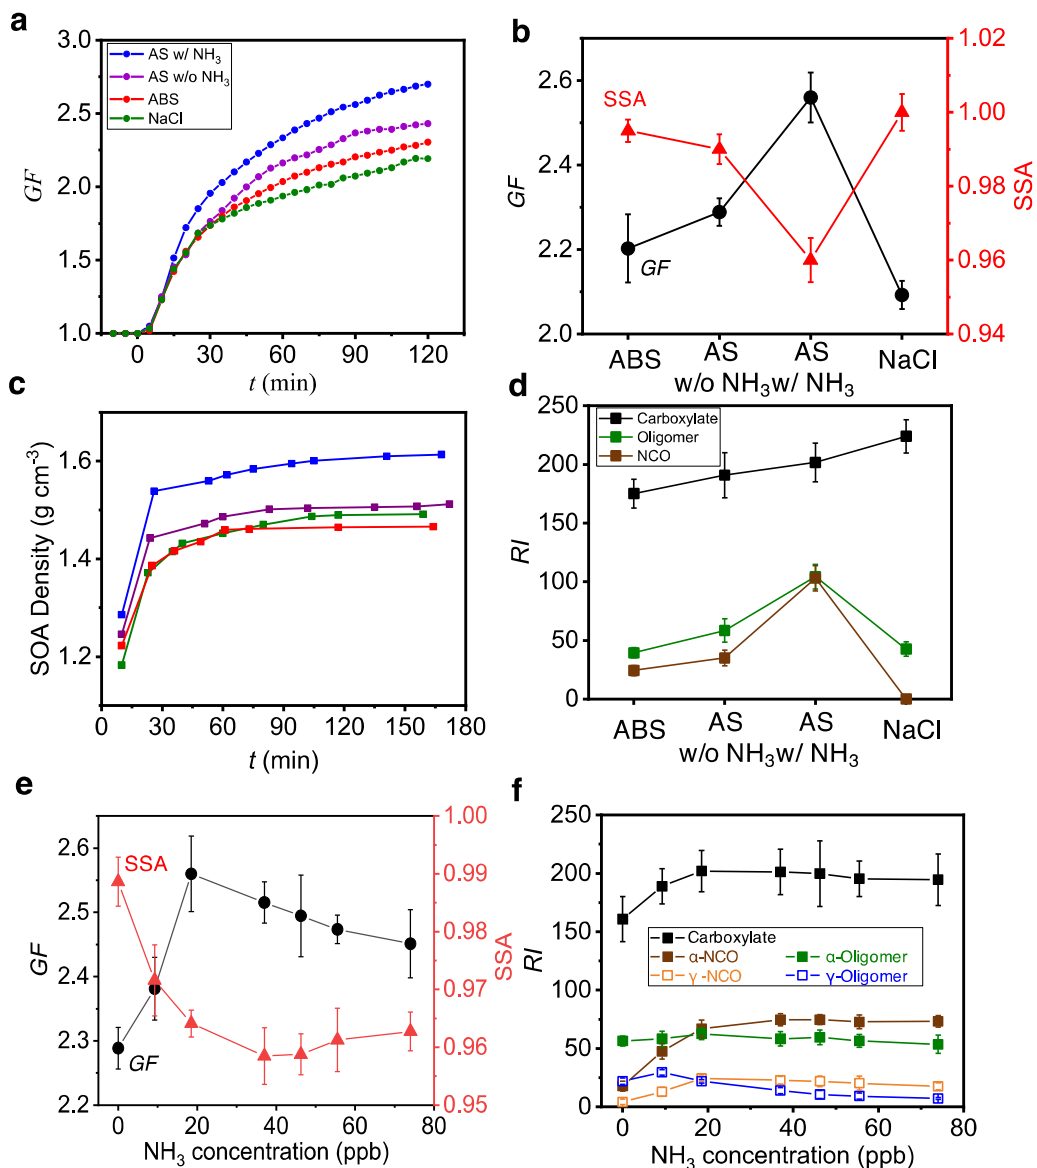 a
3.0
2.5
2.0
1.5
1.0
GF
AS w/ NH3
AS w/o NH3
ABS
NaCl
0
30
60
90
120
t (min)
b
2.6
2.4
2.2
2.0
GF
SSA
GF
1.02
1.00
0.98
0.96
0.94
SSA
ABS
AS
AS
NaCl
w/o NH3
w/ NH3
c
1.6
1.4
1.2
SOA Density (g cm-3)
0
30
60
90
120
150
180
t (min)
d
250
200
150
100
50
0
RI
Carboxylate
Oligomer
NCO
ABS
AS
AS
NaCl
w/o NH3
w/ NH3
e
2.6
2.5
2.4
2.3
2.2
GF
SSA
GF
1.00
0.99
0.98
0.97
0.96
0.95
SSA
0
20
40
60
80
NH3 concentration (ppb)
f
250
200
150
100
50
0
RI
Carboxylate
α-NCO
α-Oligomer
γ -NCO
γ-Oligomer
0
20
40
60
80
NH3 concentration (ppb)